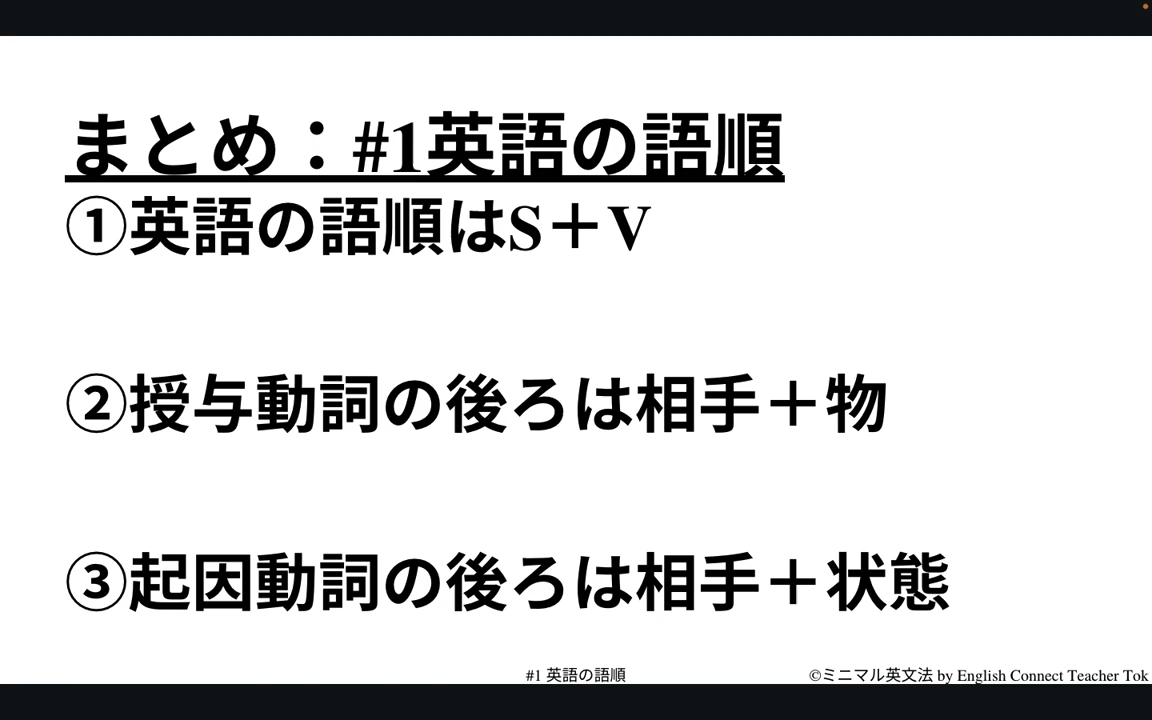 まとめ：#1英語の語順
①英語の語順はS＋V
②授与動詞の後ろは相手＋物
③起因動詞の後ろは相手＋状態
#1 英語の語順
©ミニマル英文法 by English Connect Teacher Tok